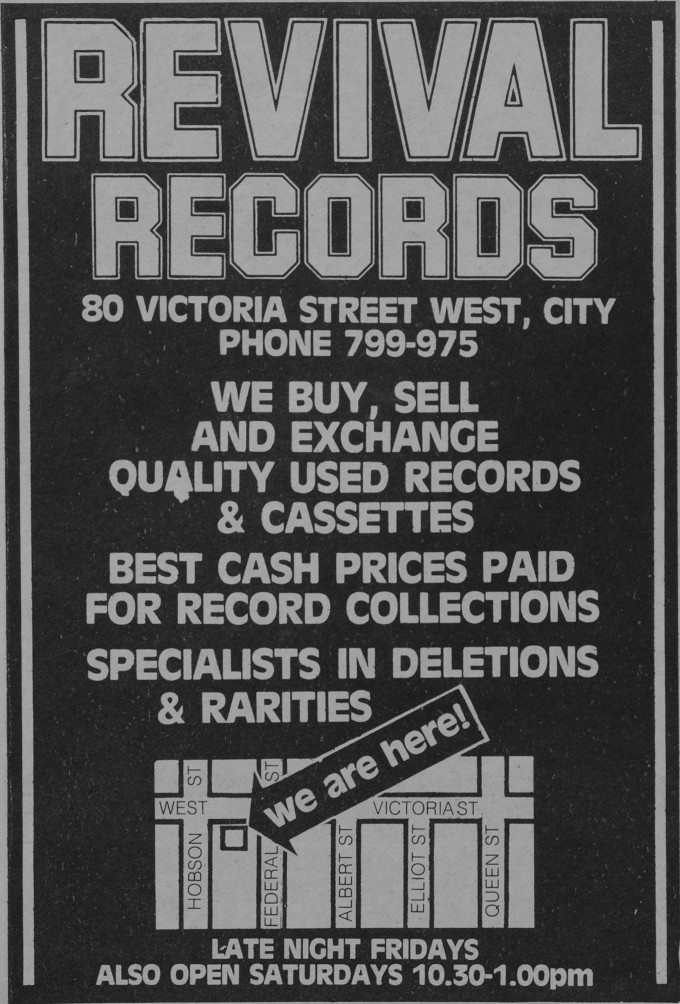 REVIVAL
RECORDS
80 VICTORIA STREET WEST, CITY
PHONE 799-975
WE BUY, SELL
AND EXCHANGE
QUALITY USED RECORDS
& CASSETTES
BEST CASH PRICES PAID
FOR RECORD COLLECTIONS
SPECIALISTS IN DELETIONS
& RARITIES
we are here!
WEST
VICTORIA ST
HOBSON ST
FEDERAL ST
ALBERT ST
ELLIOT ST
QUEEN ST
LATE NIGHT FRIDAYS
ALSO OPEN SATURDAYS 10.30-1.00pm